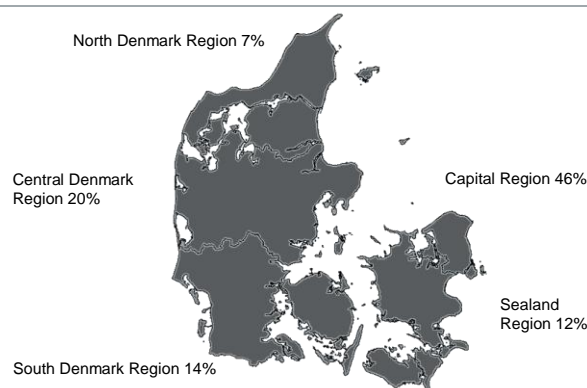 North Denmark Region 7%
Central Denmark
Region 20%
Capital Region 46%
Sealand
Region 12%
South Denmark Region 14%